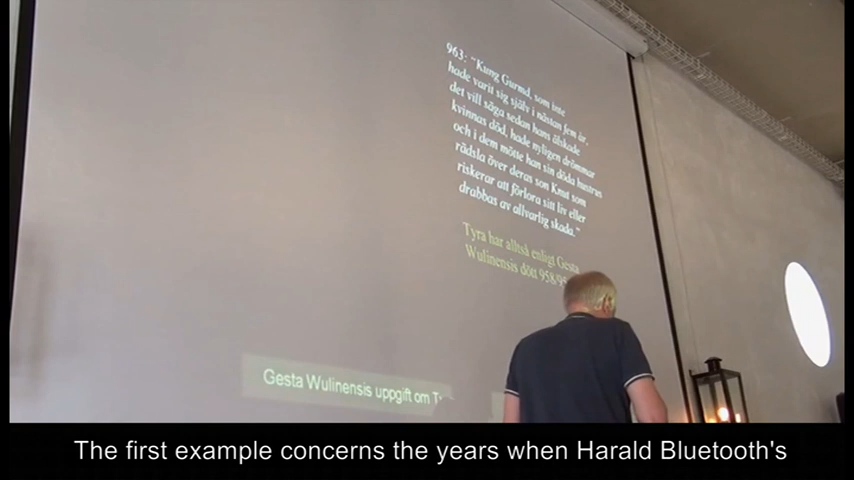 963: "Kung Gurmd, som inte
hade varit sig själv i nästan fem år,
det vill säga sedan hans älskade
kvinnas död, hade nyligen drömmar
och i dem mötte han sin döda hustrus
rädsla över deras son Knut som
riskerar att förlora sitt liv eller
drabbas av allvarlig skada."
Tyra har alltså enligt Gesta
Wulinensis dött 958/95
Gesta Wulinensis uppgift om
The first example concerns the years when Harald Bluetooth's